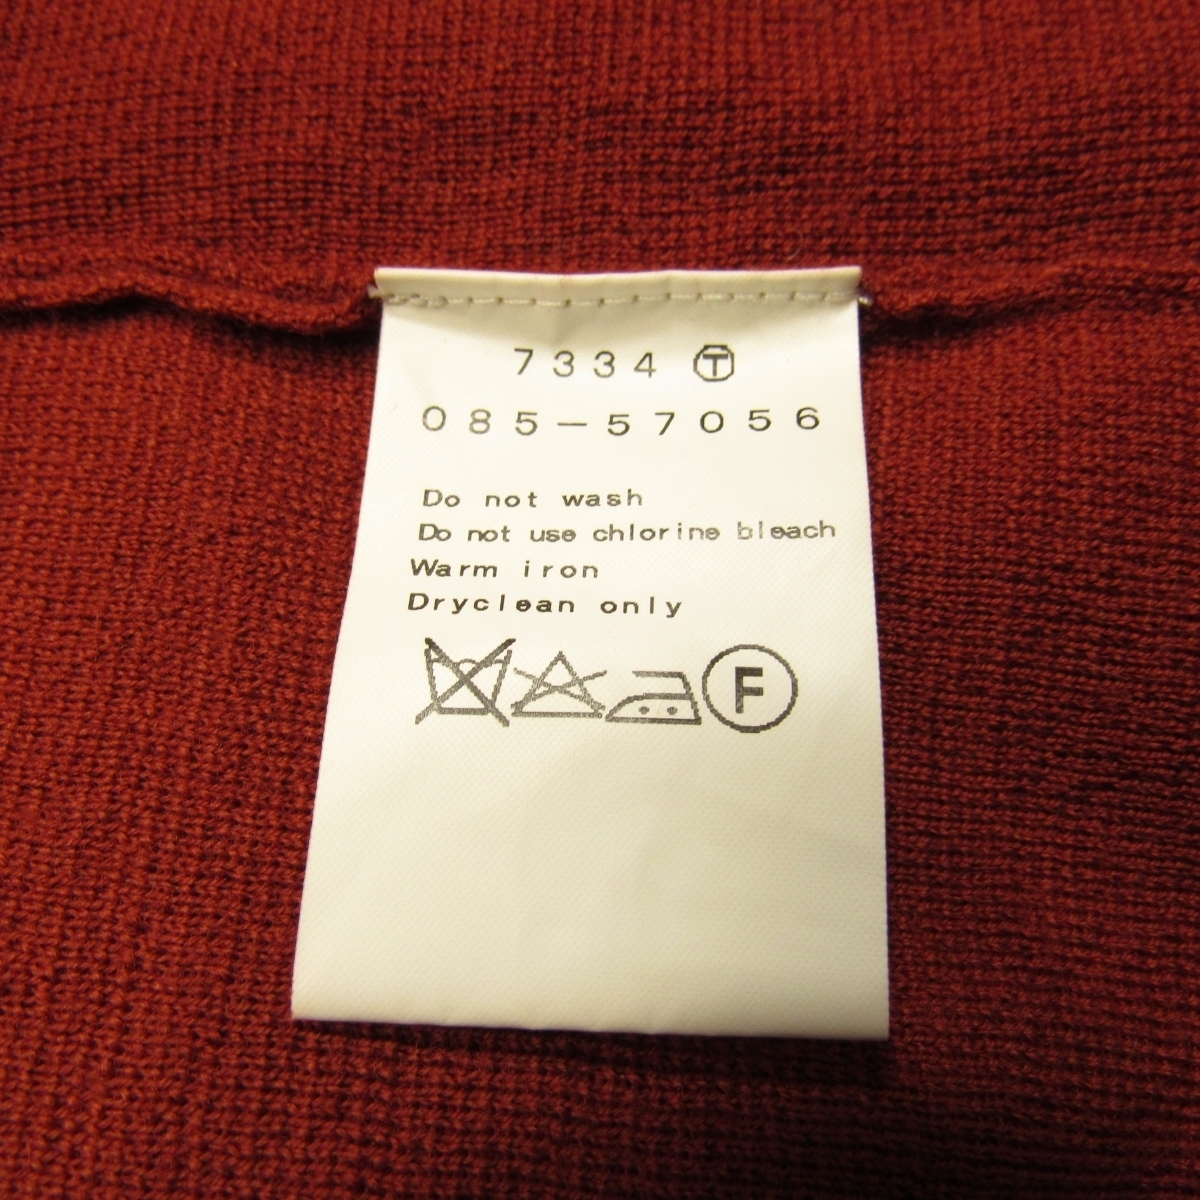 7334 Ⓣ
085-57056
Do not wash
Do not use chlorine bleach
Warm iron
Dryclean only
F